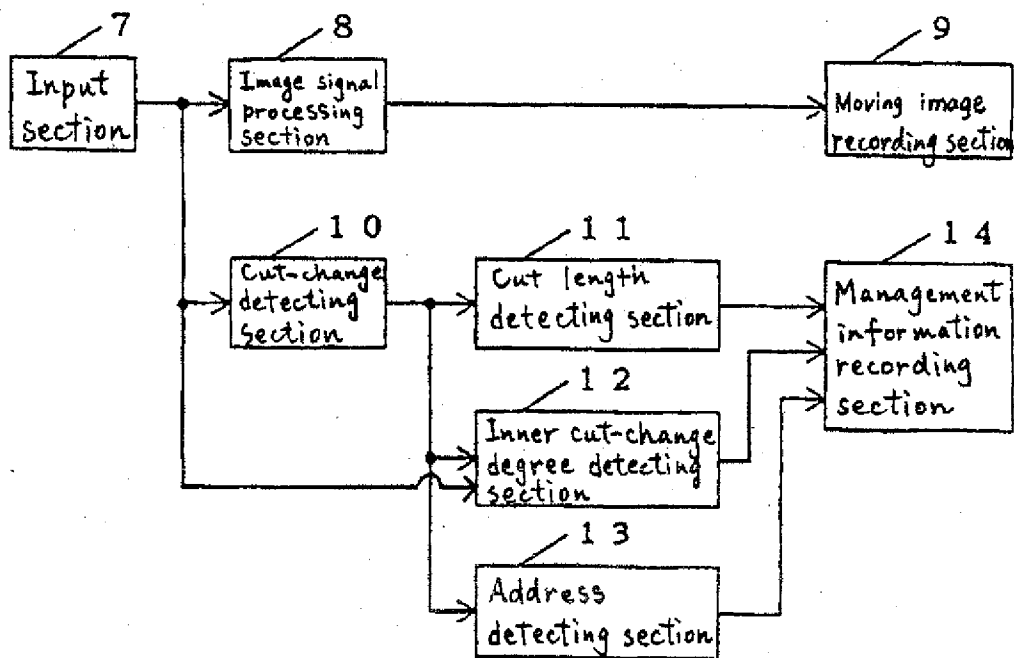 7
Input
section
8
Image signal
processing
section
9
Moving image
recording section
10
Cut-change
detecting
section
11
Cut length
detecting section
12
Inner cut-change
degree detecting
section
13
Address
detecting section
14
Management
information
recording
section